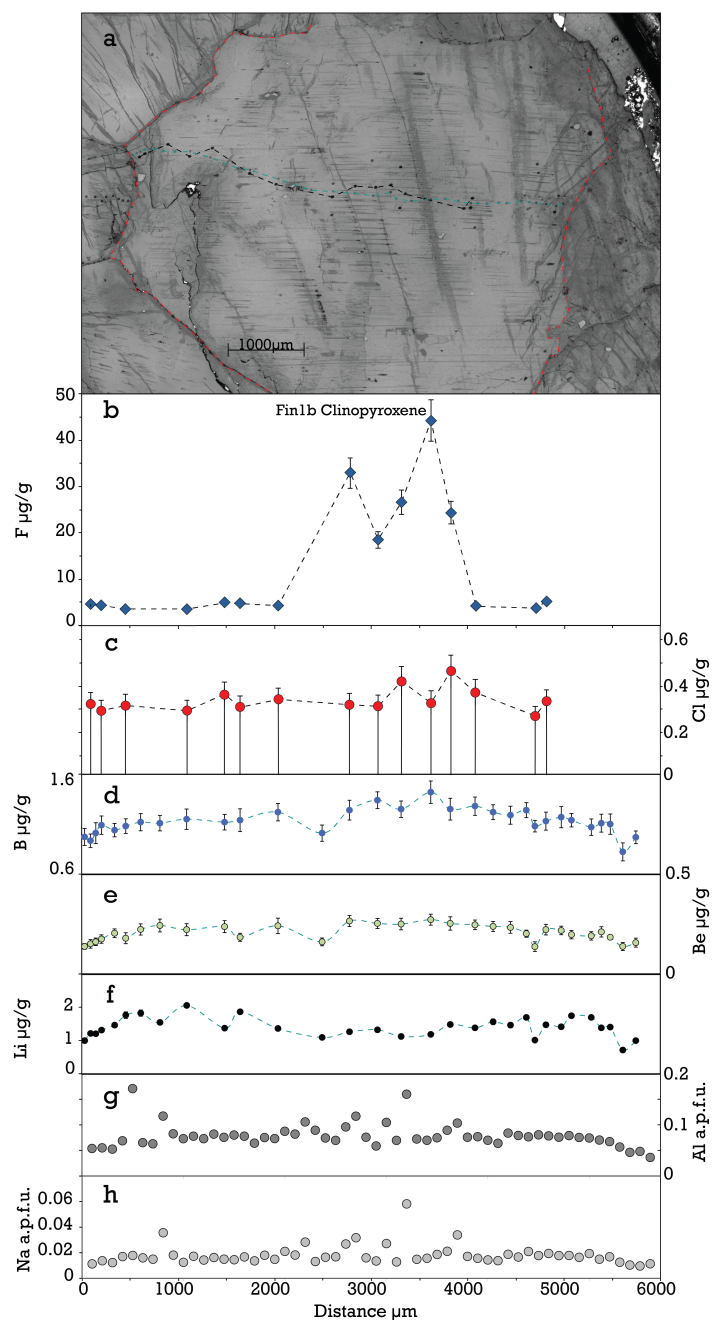 a
1000µm
b
Fin1b Clinopyroxene
50
40
30
20
10
0
F µg/g
c
0.6
0.4
0.2
0
Cl µg/g
d
1.6
0.6
B µg/g
e
0.5
0
Be µg/g
f
2
1
0
Li µg/g
g
0.2
0.1
0
Al a.p.f.u.
h
0.06
0.04
0.02
0
Na a.p.f.u.
0 1000 2000 3000 4000 5000 6000
Distance µm